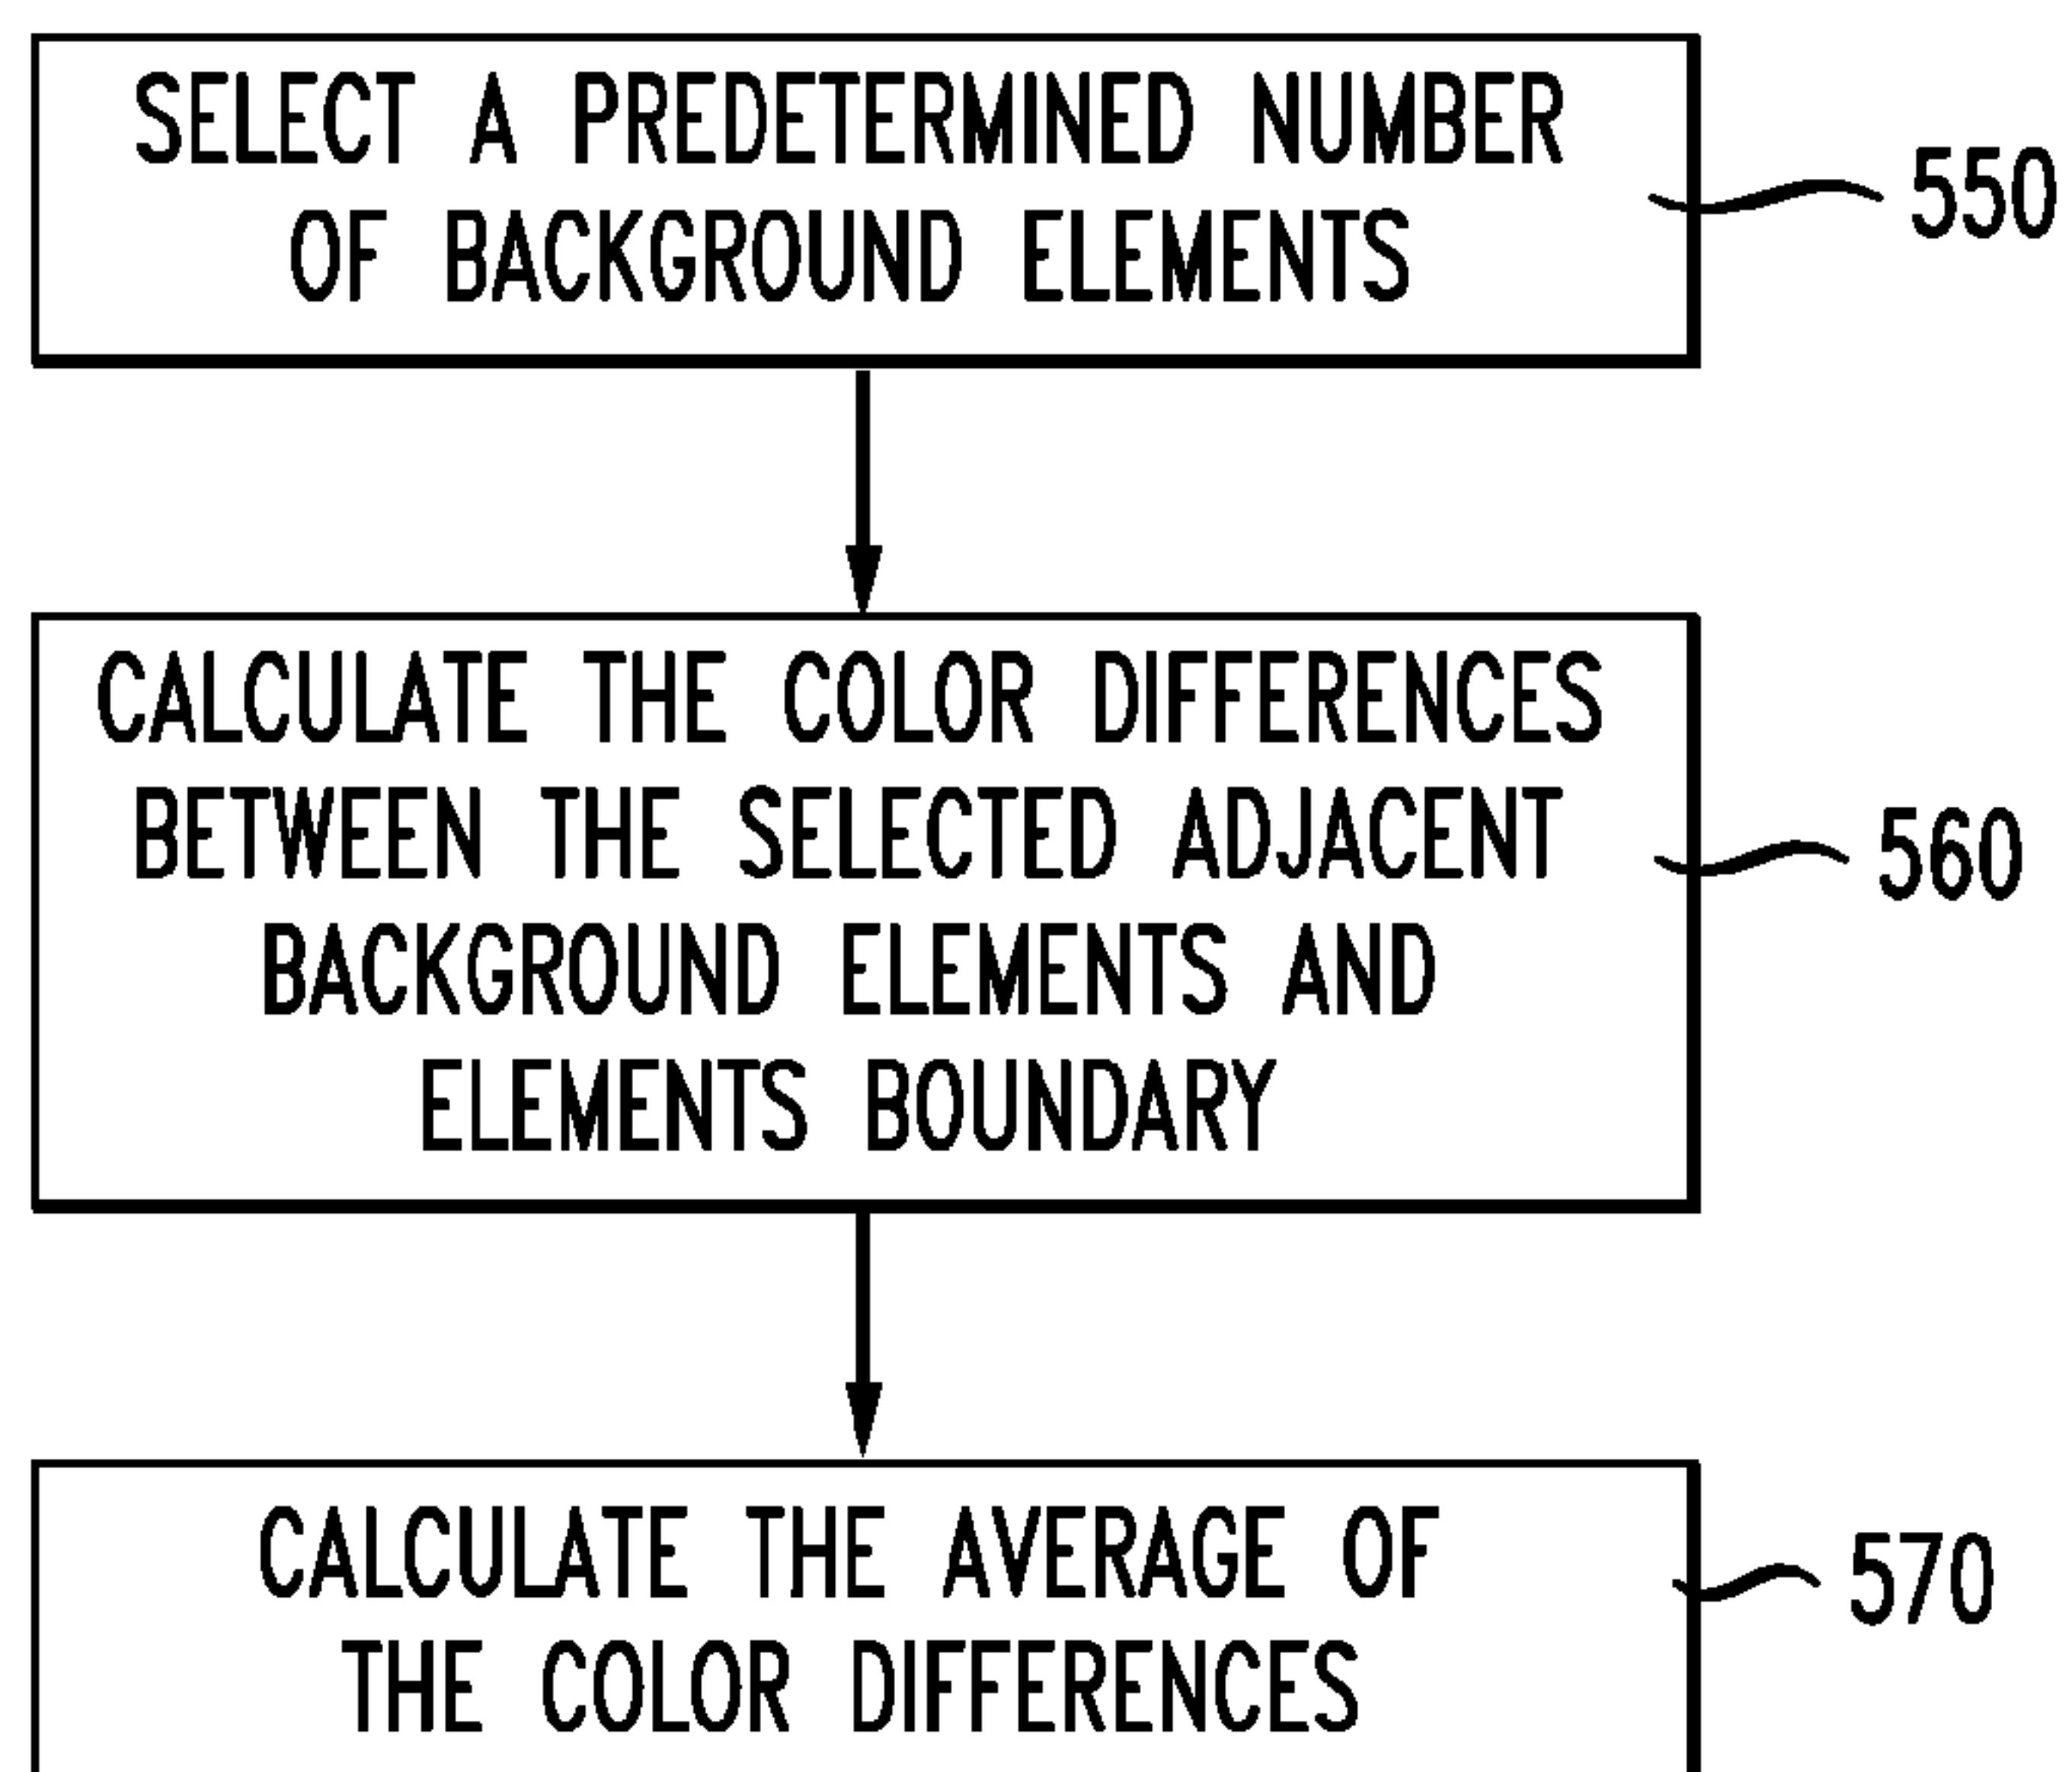 SELECT A PREDETERMINED NUMBER
OF BACKGROUND ELEMENTS
550
CALCULATE THE COLOR DIFFERENCES
BETWEEN THE SELECTED ADJACENT
BACKGROUND ELEMENTS AND
ELEMENTS BOUNDARY
560
CALCULATE THE AVERAGE OF
THE COLOR DIFFERENCES
570